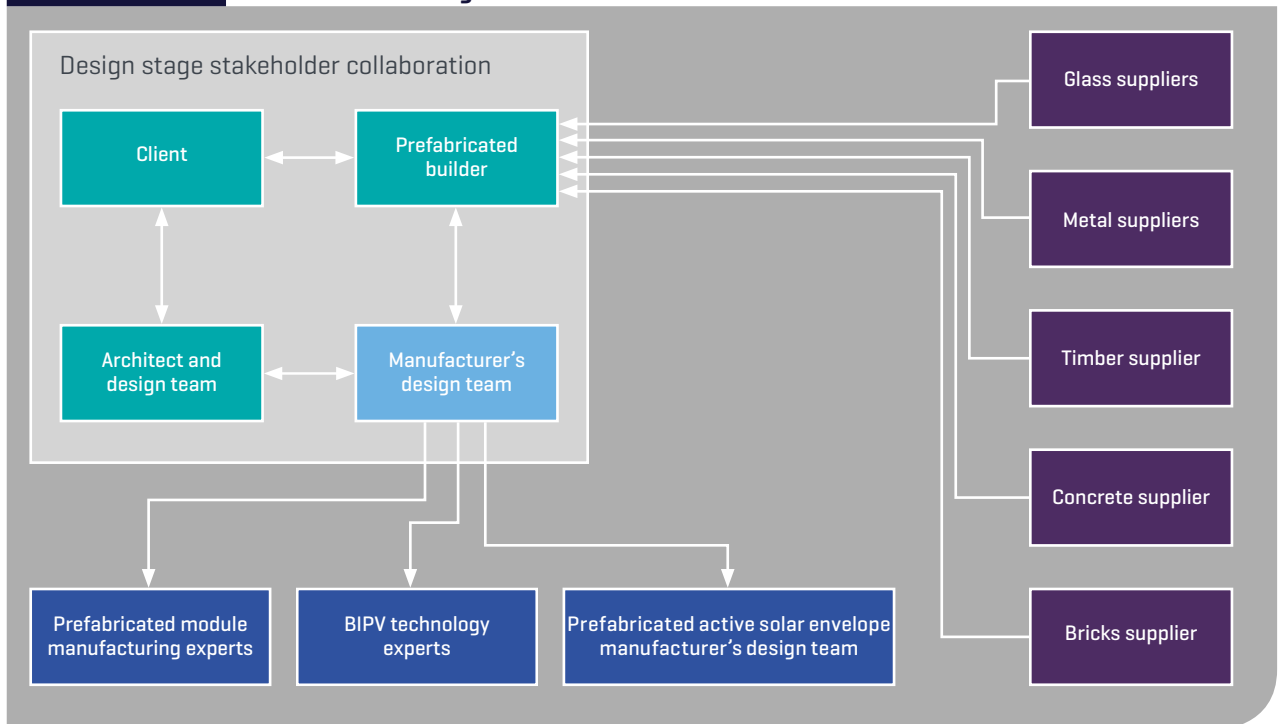 Design stage stakeholder collaboration
Client
Prefabricated
builder
Architect and
design team
Manufacturer's
design team
Prefabricated module
manufacturing experts
BIPV technology
experts
Prefabricated active solar envelope
manufacturer's design team
Glass suppliers
Metal suppliers
Timber supplier
Concrete supplier
Bricks supplier